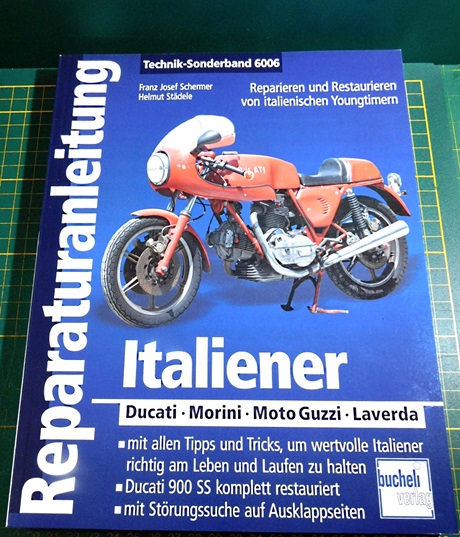 Technik-Sonderband 6006
Franz Josef Schermer
Helmut Städele
Reparieren und Restaurieren
von italienischen Youngtimern
Reparaturanleitung
Italiener
Ducati · Morini · Moto Guzzi · Laverda
▪ mit allen Tipps und Tricks, um wertvolle Italiener
richtig am Leben und Laufen zu halten
▪ Ducati 900 SS komplett restauriert
▪ mit Störungssuche auf Ausklappseiten
bucheli
verlag